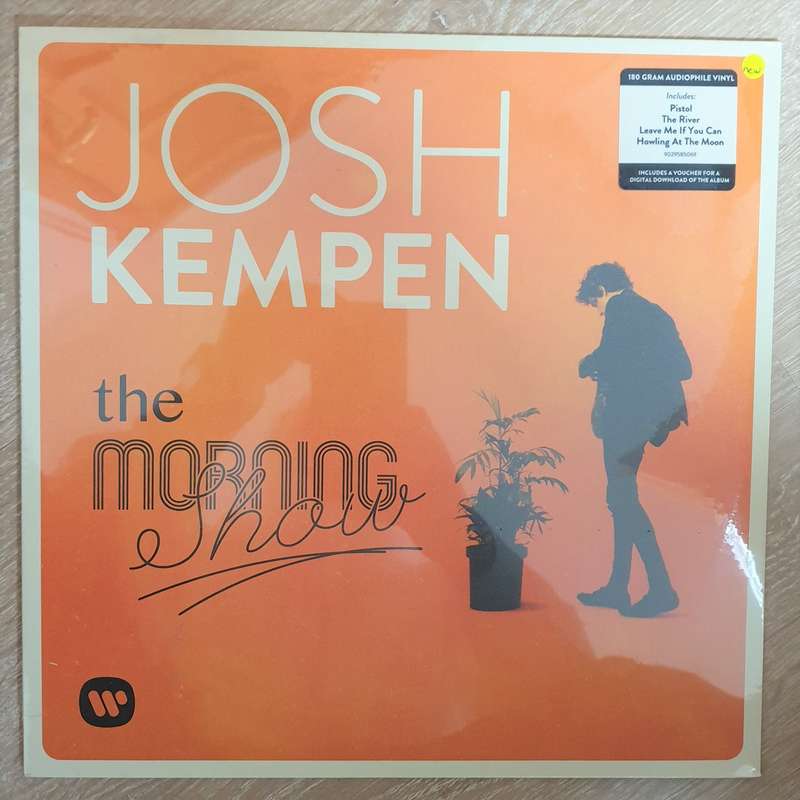 JOSH
KEMPEN
the
MORNING
Show
180 GRAM AUDIOPHILE VINYL
Includes:
Pistol
The River
Leave Me If You Can
Howling At The Moon
9029585069
INCLUDES A VOUCHER FOR A
DIGITAL DOWNLOAD OF THE ALBUM
new